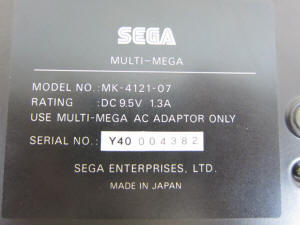 SEGA
MULTI-MEGA
MODEL NO.:MK-4121-07
RATING :DC 9.5V 1.3A
USE MULTI-MEGA AC ADAPTOR ONLY
SERIAL NO.: Y40 004382
SEGA ENTERPRISES, LTD.
MADE IN JAPAN